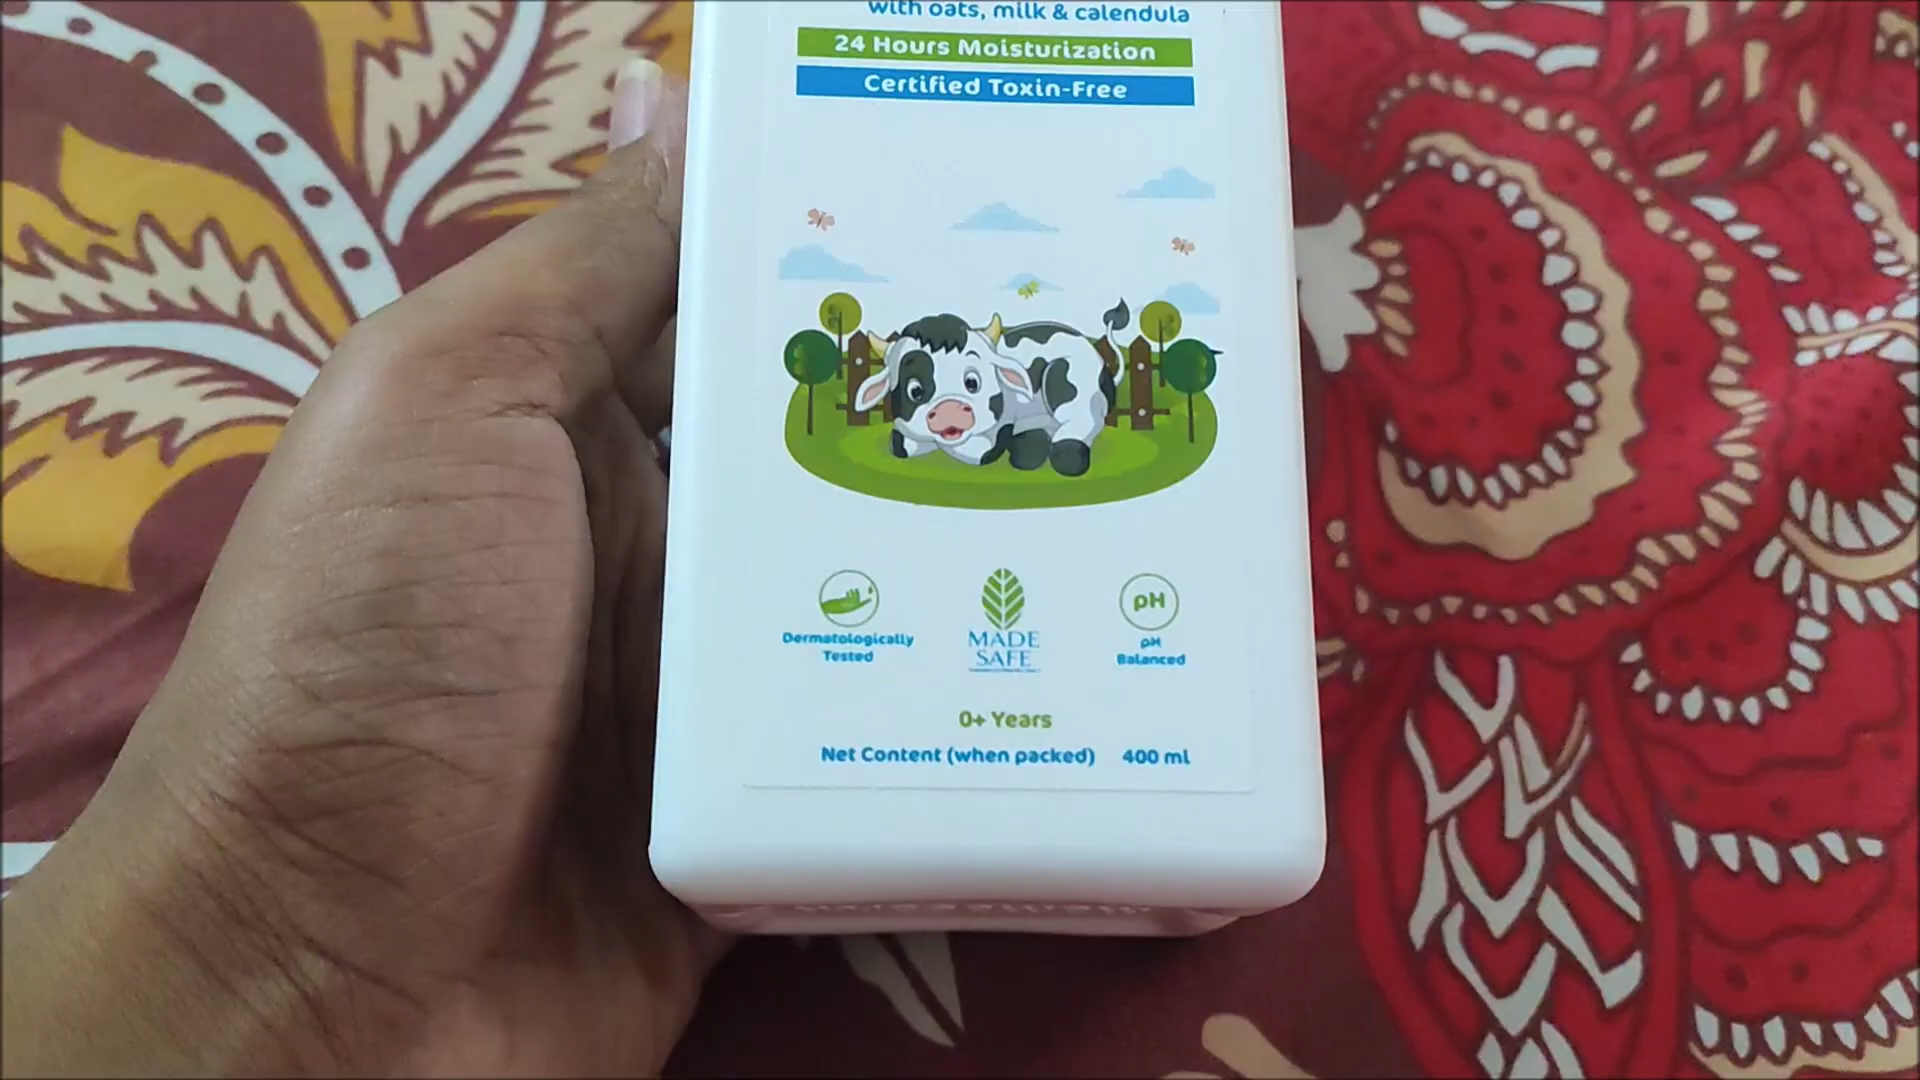 with oats, milk & calendula
24 Hours Moisturization
Certified Toxin-Free
Dermatologically
Tested
MADE
SAFE
pH
pH
Balanced
0+ Years
Net Content (when packed) 400 ml